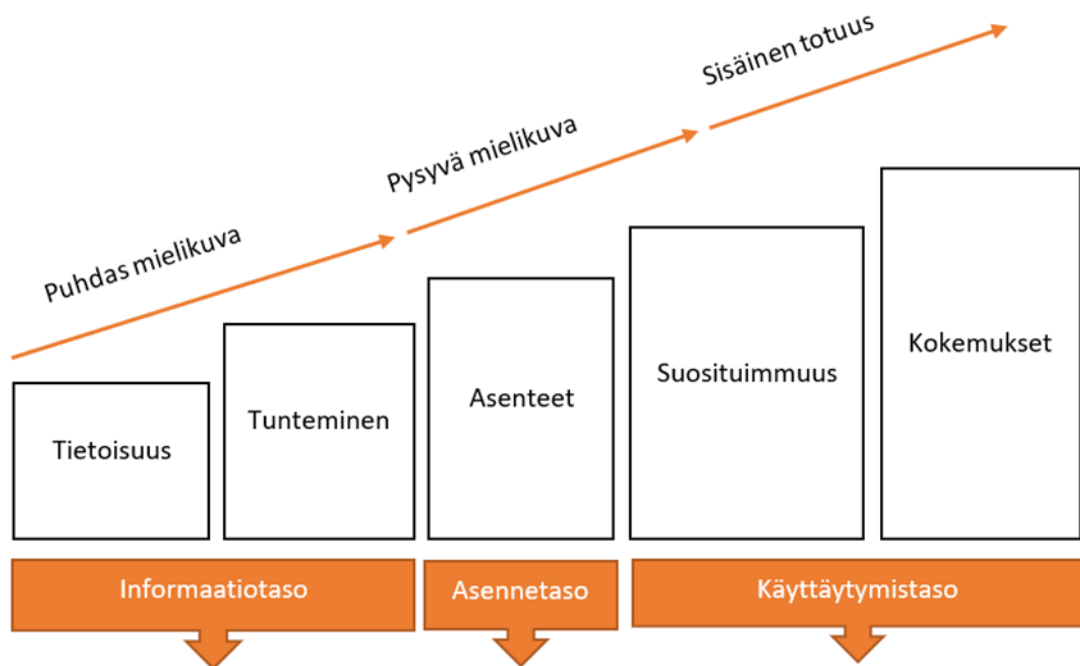 Sisäinen totuus
Pysyvä mielikuva
Puhdas mielikuva
Tietoisuus
Tunteminen
Asenteet
Suosituimmuus
Kokemukset
Informaatiotaso
Asennetaso
Käyttäytymistaso